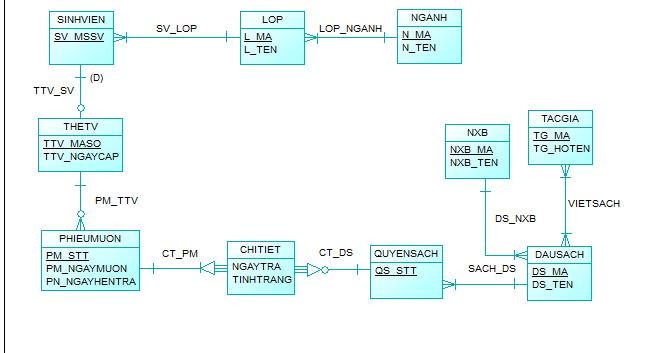 SINHVIEN
SV_MSSV
SV_LOP
LOP
L_MA
L_TEN
LOP_NGANH
NGANH
N_MA
N_TEN
(D)
TTV_SV
THETV
TTV_MASO
TTV_NGAYCAP
NXB
NXB_MA
NXB_TEN
TACGIA
TG_MA
TG_HOTEN
PM_TTV
DS_NXB
VIETSACH
PHIEUMUON
PM_STT
PM_NGAYMUON
PN_NGAYHENTRA
CT_PM
CHITIET
NGAYTRA
TINHTRANG
CT_DS
QUYENSACH
QS_STT
SACH_DS
DAUSACH
DS_MA
DS_TEN